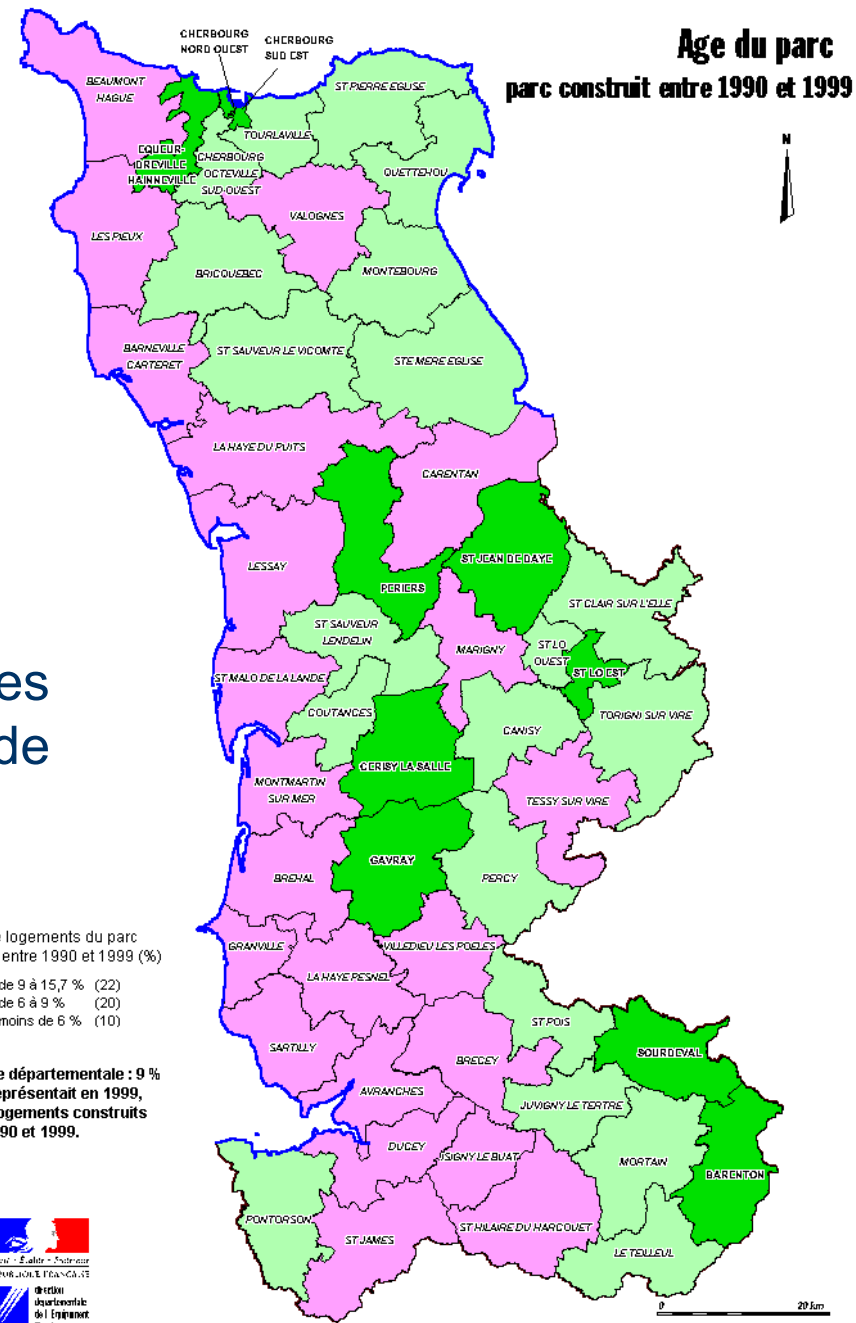 Age du parc
parc construit entre 1990 et 1999
N
CHERBOURG
NORD OUEST
CHERBOURG
SUD EST
BEAUMONT
HAGUE
ST PIERRE EGLISE
TOURLAVILLE
EQUEUR-
DREVILLE
HAINNEVILLE
CHERBOURG
OCTEVILLE
SUD-OUEST
QUETTEHOU
VALOGNES
LES PIEUX
BRICQUEBEC
MONTEBOURG
BARNEVILLE
CARTERET
ST SAUVEUR LE VICOMTE
STE MERE EGLISE
LA HAYE DU PUITS
CARENTAN
LESSAY
PERIERS
ST JEAN DE DAYE
ST CLAIR SUR L'ELLE
ST SAUVEUR
LENDELIN
MARIGNY
ST LO
OUEST
ST LO EST
ST MALO DE LA LANDE
COUTANCES
CANISY
TORIGNI SUR VIRE
es
de
CERISY LA SALLE
MONTMARTIN
SUR MER
TESSY SUR VIRE
GAVRAY
BREHAL
PERCY
logements du parc
entre 1990 et 1999 (%)
de 9 à 15,7 % (22)
de 6 à 9 % (20)
moins de 6 % (10)
GRANVILLE
VILLEDIEU LES POELES
LA HAYE PESNEL
ST POIS
SARTILLY
BRECEY
SOURDEVAL
e départementale : 9 %
eprésentait en 1999,
ogements construits
90 et 1999.
AVRANCHES
JUVIGNY LE TERTRE
DUCEY
ISIGNY LE BUAT
MORTAIN
BARENTON
PONTORSON
ST JAMES
ST HILAIRE DU HARCOUET
LE TEILLEUL
RÉPUBLIQUE FRANÇAISE
direction
départementale
de l'Equipement
0 20 km